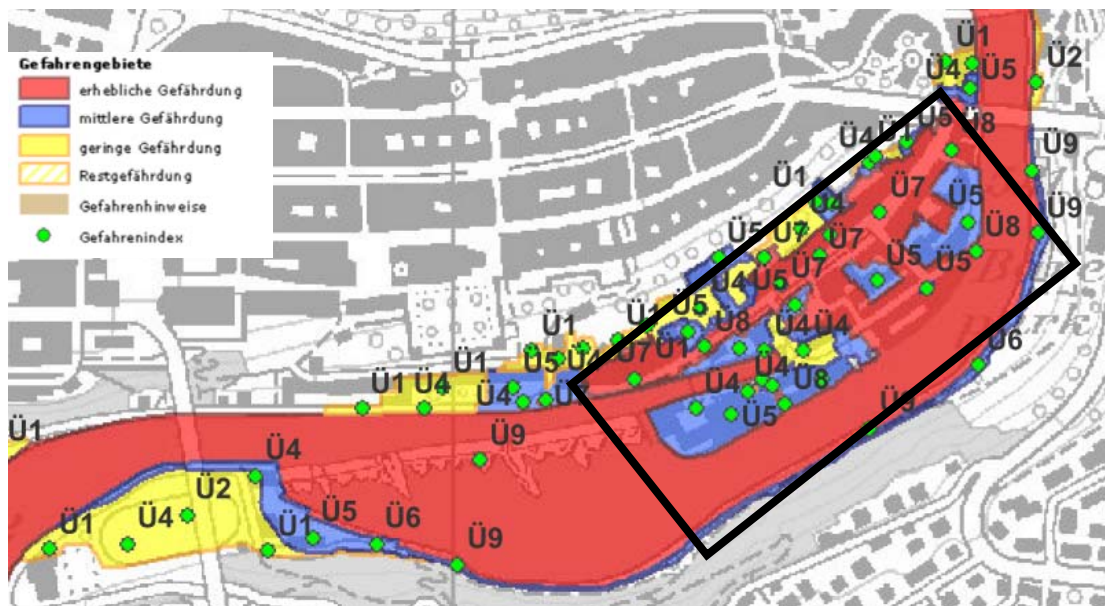 Gefahrengebiete
erhebliche Gefährdung
mittlere Gefährdung
geringe Gefährdung
Restgefährdung
Gefahrenhinweise
Gefahrenindex
Ü1
Ü4
Ü5
Ü2
Ü5
Ü8
Ü4
Ü1
Ü9
Ü1
Ü7
Ü4
Ü5
Ü9
Ü5
Ü7
Ü7
Ü8
Ü4
Ü5
Ü7
Ü5
Ü5
Ü5
Ü1
Ü8
Ü4
Ü4
Ü1
Ü1
Ü5
Ü4
Ü7
Ü1
Ü6
Ü1
Ü4
Ü4
Ü4
Ü4
Ü8
Ü5
Ü9
Ü1
Ü9
Ü4
Ü2
Ü4
Ü5
Ü6
Ü1
Ü1
Ü9